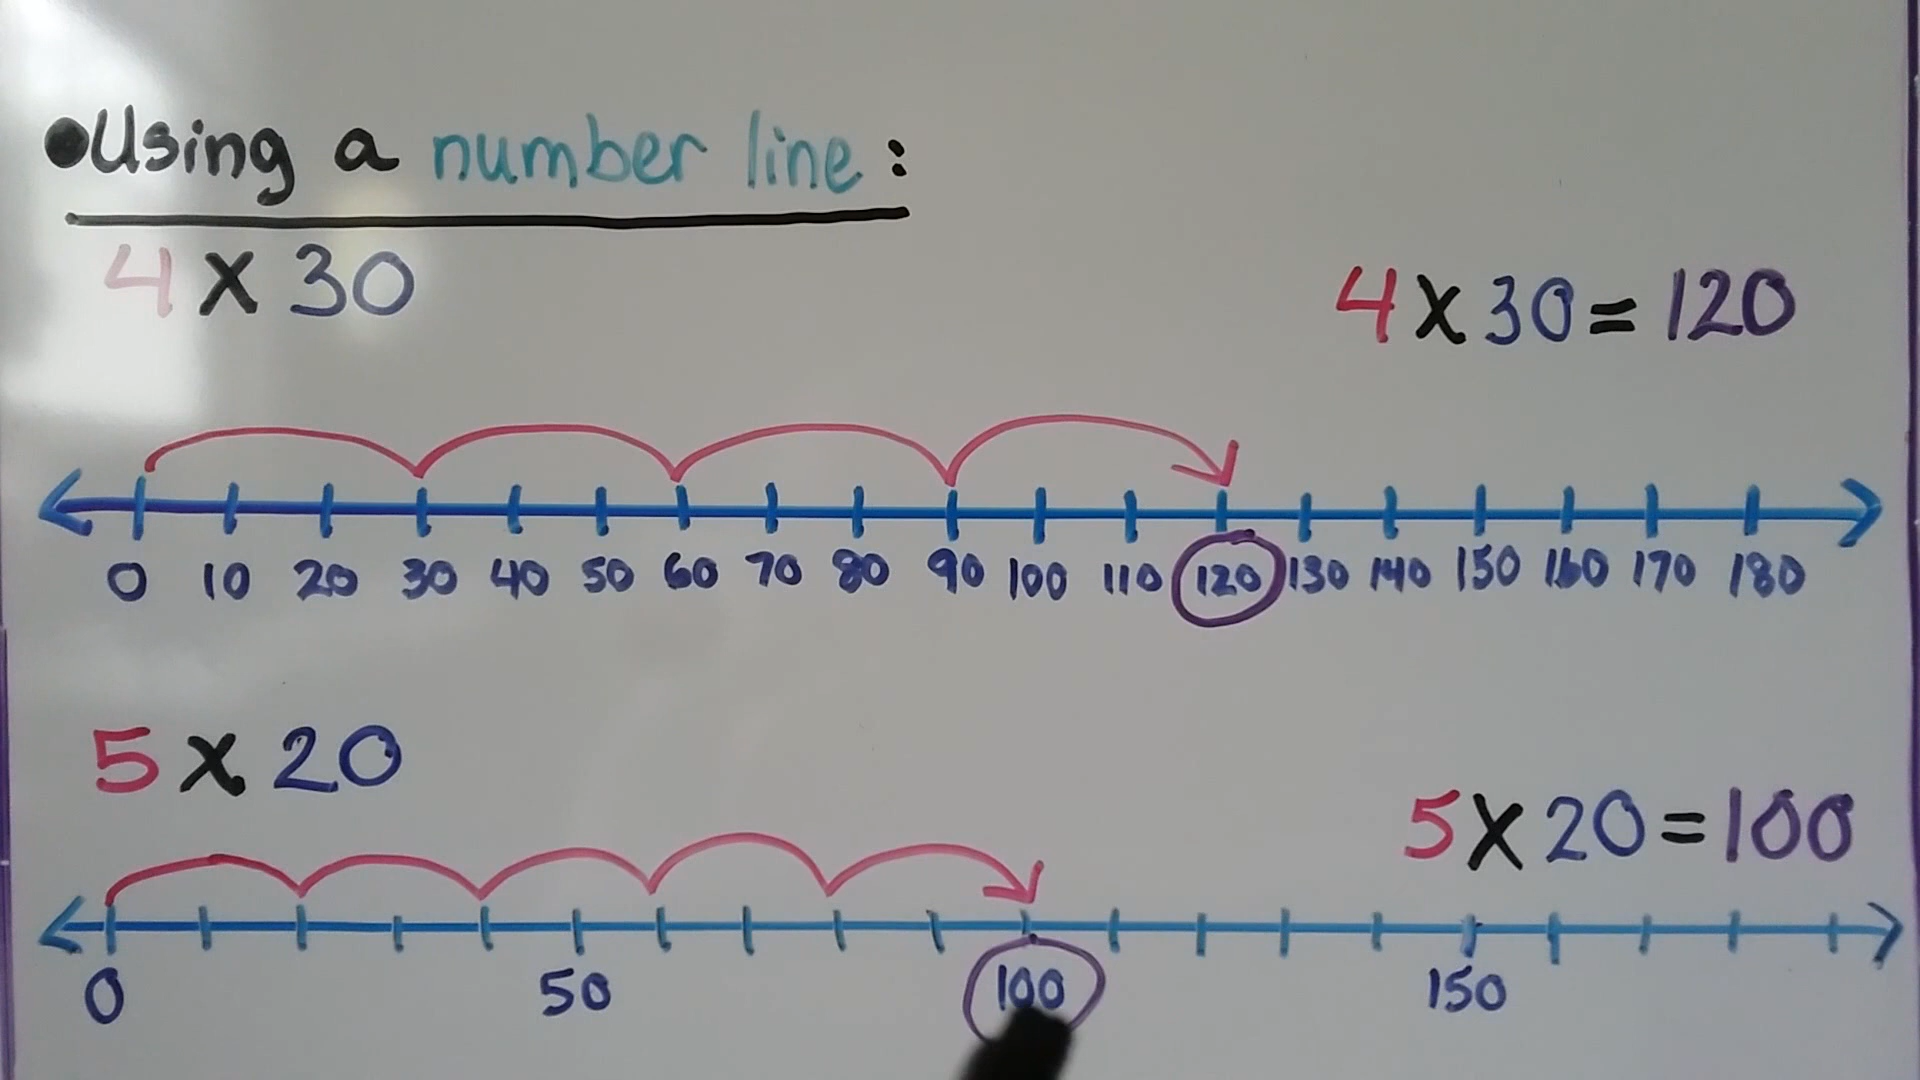 •Using a number line:
4 x 30
4 x 30 = 120
0 10 20 30 40 50 60 70 80 90 100 110 120 130 140 150 160 170 180
5 x 20
5 x 20 = 100
0 50 100 150